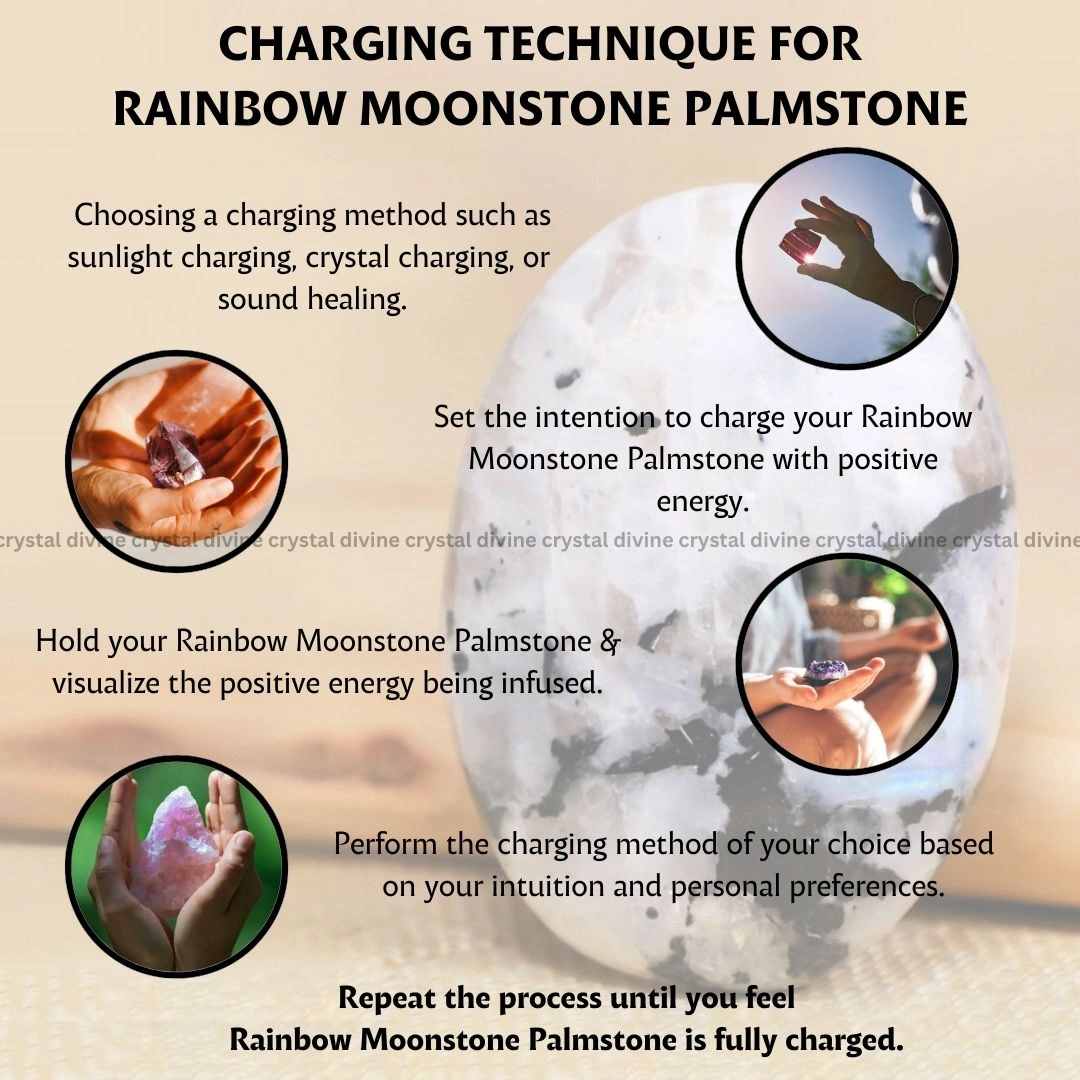 CHARGING TECHNIQUE FOR
RAINBOW MOONSTONE PALMSTONE
Choosing a charging method such as
sunlight charging, crystal charging, or
sound healing.
Set the intention to charge your Rainbow
Moonstone Palmstone with positive
energy.
crystal divine crystal divine crystal divine crystal divine crystal divine crystal divine crystal divine crystal divine
Hold your Rainbow Moonstone Palmstone &
visualize the positive energy being infused.
Perform the charging method of your choice based
on your intuition and personal preferences.
Repeat the process until you feel
Rainbow Moonstone Palmstone is fully charged.